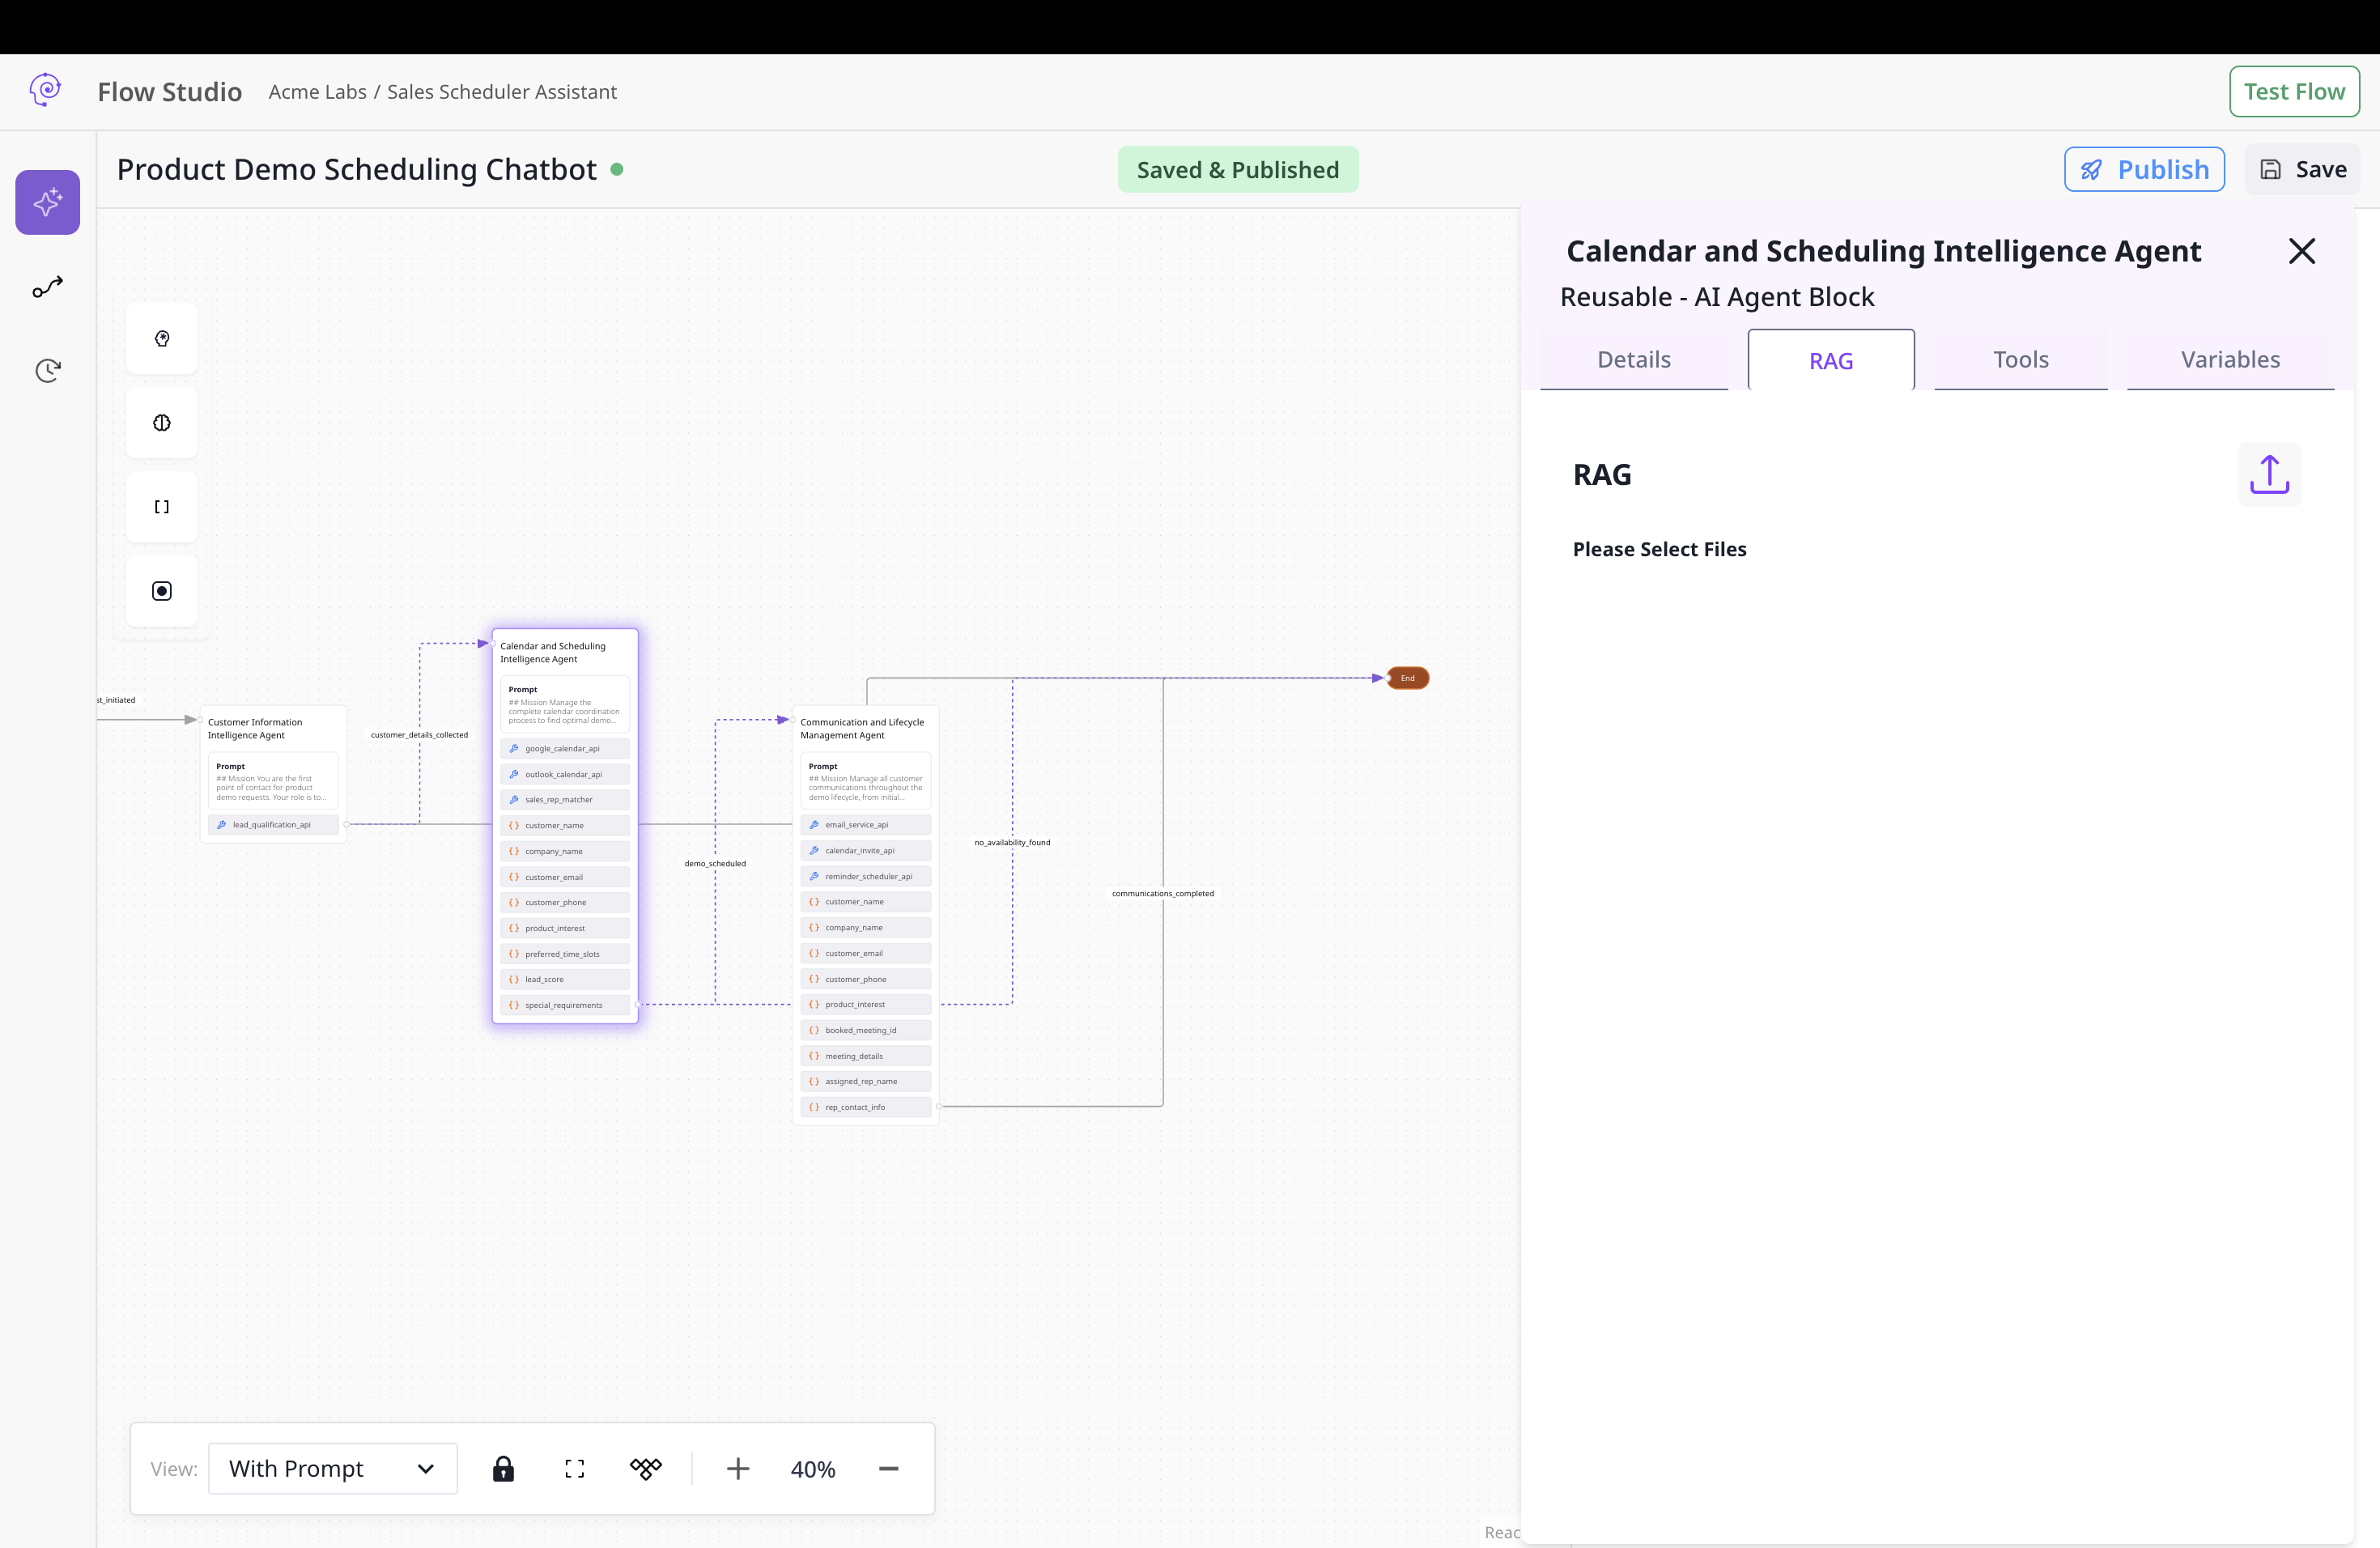 Flow Studio
Acme Labs / Sales Scheduler Assistant
Test Flow
Product Demo Scheduling Chatbot
Saved & Published
Publish
Save
Calendar and Scheduling Intelligence Agent
Reusable - AI Agent Block
Details
RAG
Tools
Variables
RAG
Please Select Files
st_initiated
Customer Information
Intelligence Agent
Prompt
## Mission You are the first
point of contact for product
demo requests. Your role is to...
lead_qualification_api
customer_details_collected
Calendar and Scheduling
Intelligence Agent
Prompt
## Mission Manage the
complete calendar coordination
process to find optimal demo...
google_calendar_api
outlook_calendar_api
sales_rep_matcher
customer_name
company_name
customer_email
customer_phone
product_interest
preferred_time_slots
lead_score
special_requirements
demo_scheduled
Communication and Lifecycle
Management Agent
Prompt
## Mission Manage all customer
communications throughout the
demo lifecycle, from initial...
email_service_api
calendar_invite_api
reminder_scheduler_api
customer_name
company_name
customer_email
customer_phone
product_interest
booked_meeting_id
meeting_details
assigned_rep_name
rep_contact_info
no_availability_found
communications_completed
End
View:
With Prompt
40%
Reac